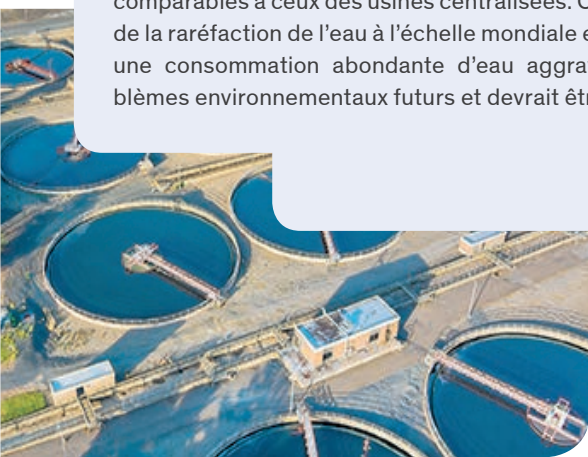 comparables à ceux des usines centralisées. C
de la raréfaction de l’eau à l’échelle mondiale e
une consommation abondante d’eau aggra
blèmes environnementaux futurs et devrait êtr